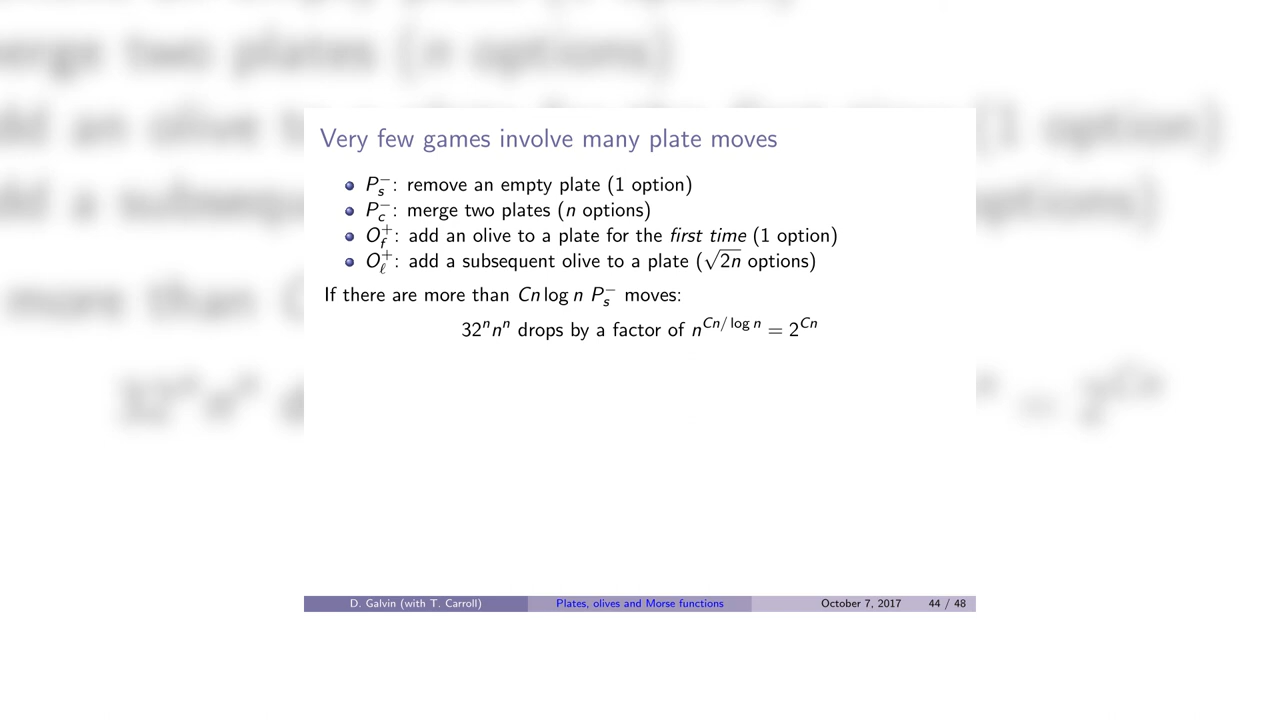 Very few games involve many plate moves
P_s^-: remove an empty plate (1 option)
P_c^-: merge two plates (n options)
O_f^+: add an olive to a plate for the first time (1 option)
O_ℓ^+: add a subsequent olive to a plate (√2n options)
If there are more than Cn log n P_s^- moves:
32^n n^n drops by a factor of n^{Cn/ log n} = 2^{Cn}
D. Galvin (with T. Carroll) Plates, olives and Morse functions October 7, 2017 44 / 48